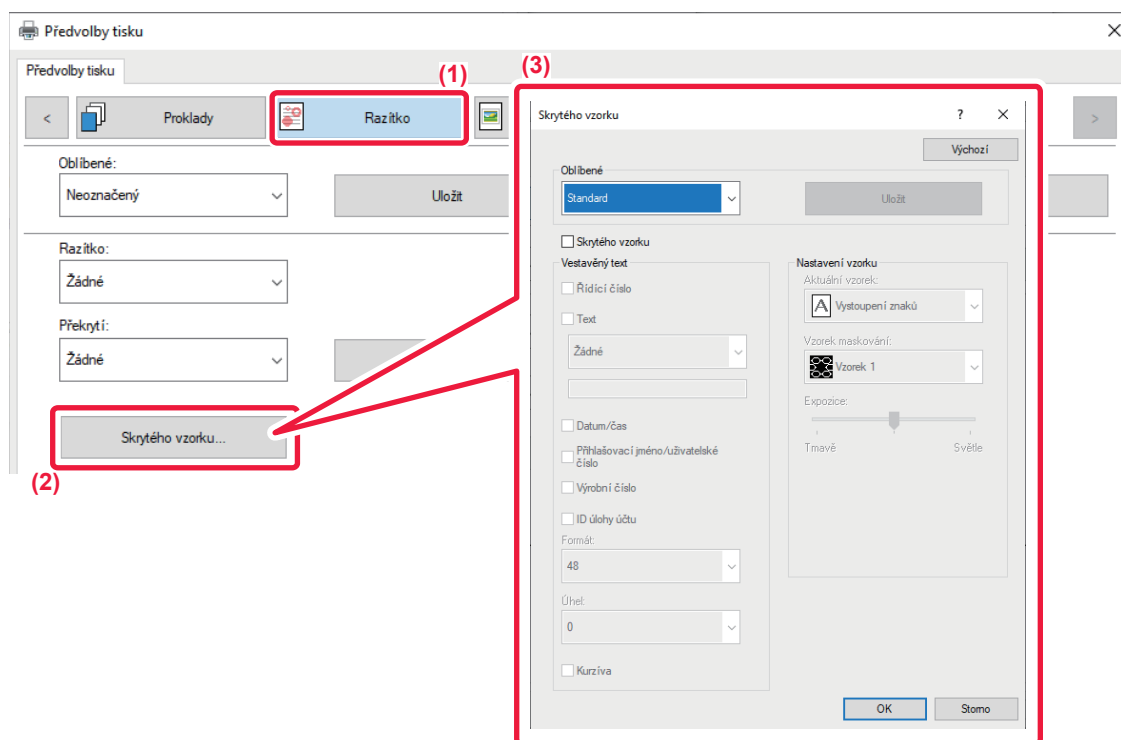 Předvolby tisku
Předvolby tisku
(1)
(3)
<
Proklady
Razítko
>
Oblíbené:
Neoznačený
Uložit
Razítko:
Žádné
Překrytí:
Žádné
Skrytého vzorku...
(2)
Skrytého vzorku
?
Výchozí
Oblíbené
Standard
Uložit
Skrytého vzorku
Vestavěný text
Řídicí číslo
Text
Žádné
Datum/čas
Přihlašovací jméno/uživatelské
číslo
Výrobní číslo
ID úlohy účtu
Formát:
48
Úhel:
0
Kurzíva
Nastavení vzorku
Aktuální vzorek:
A Vystoupení znaků
Vzorek maskování:
Vzorek 1
Expozice:
Tmavě Světle
OK Storno